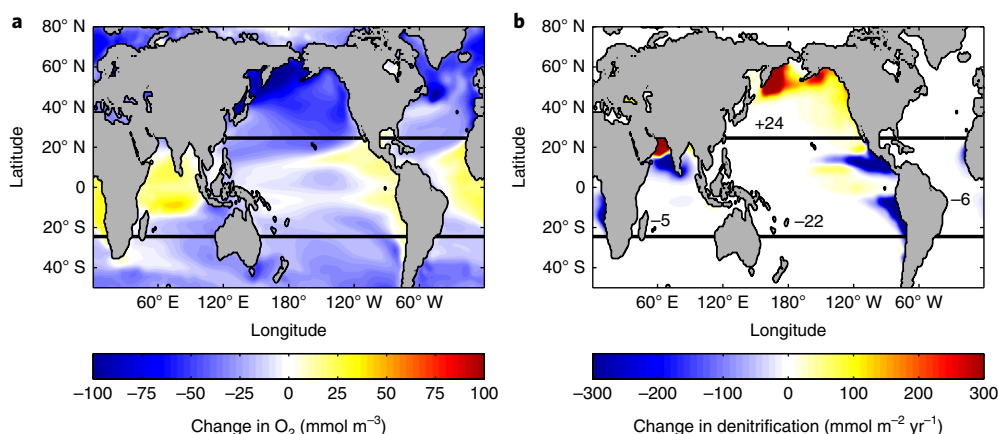 a
80° N
60° N
40° N
20° N
0
20° S
40° S
Latitude
60° E 120° E 180° 120° W 60° W
Longitude
–100 –75 –50 –25 0 25 50 75 100
Change in O2 (mmol m–3)
b
80° N
60° N
40° N
20° N
0
20° S
40° S
Latitude
+24
–5
–22
–6
60° E 120° E 180° 120° W 60° W
Longitude
–300 –200 –100 0 100 200 300
Change in denitrification (mmol m–2 yr–1)